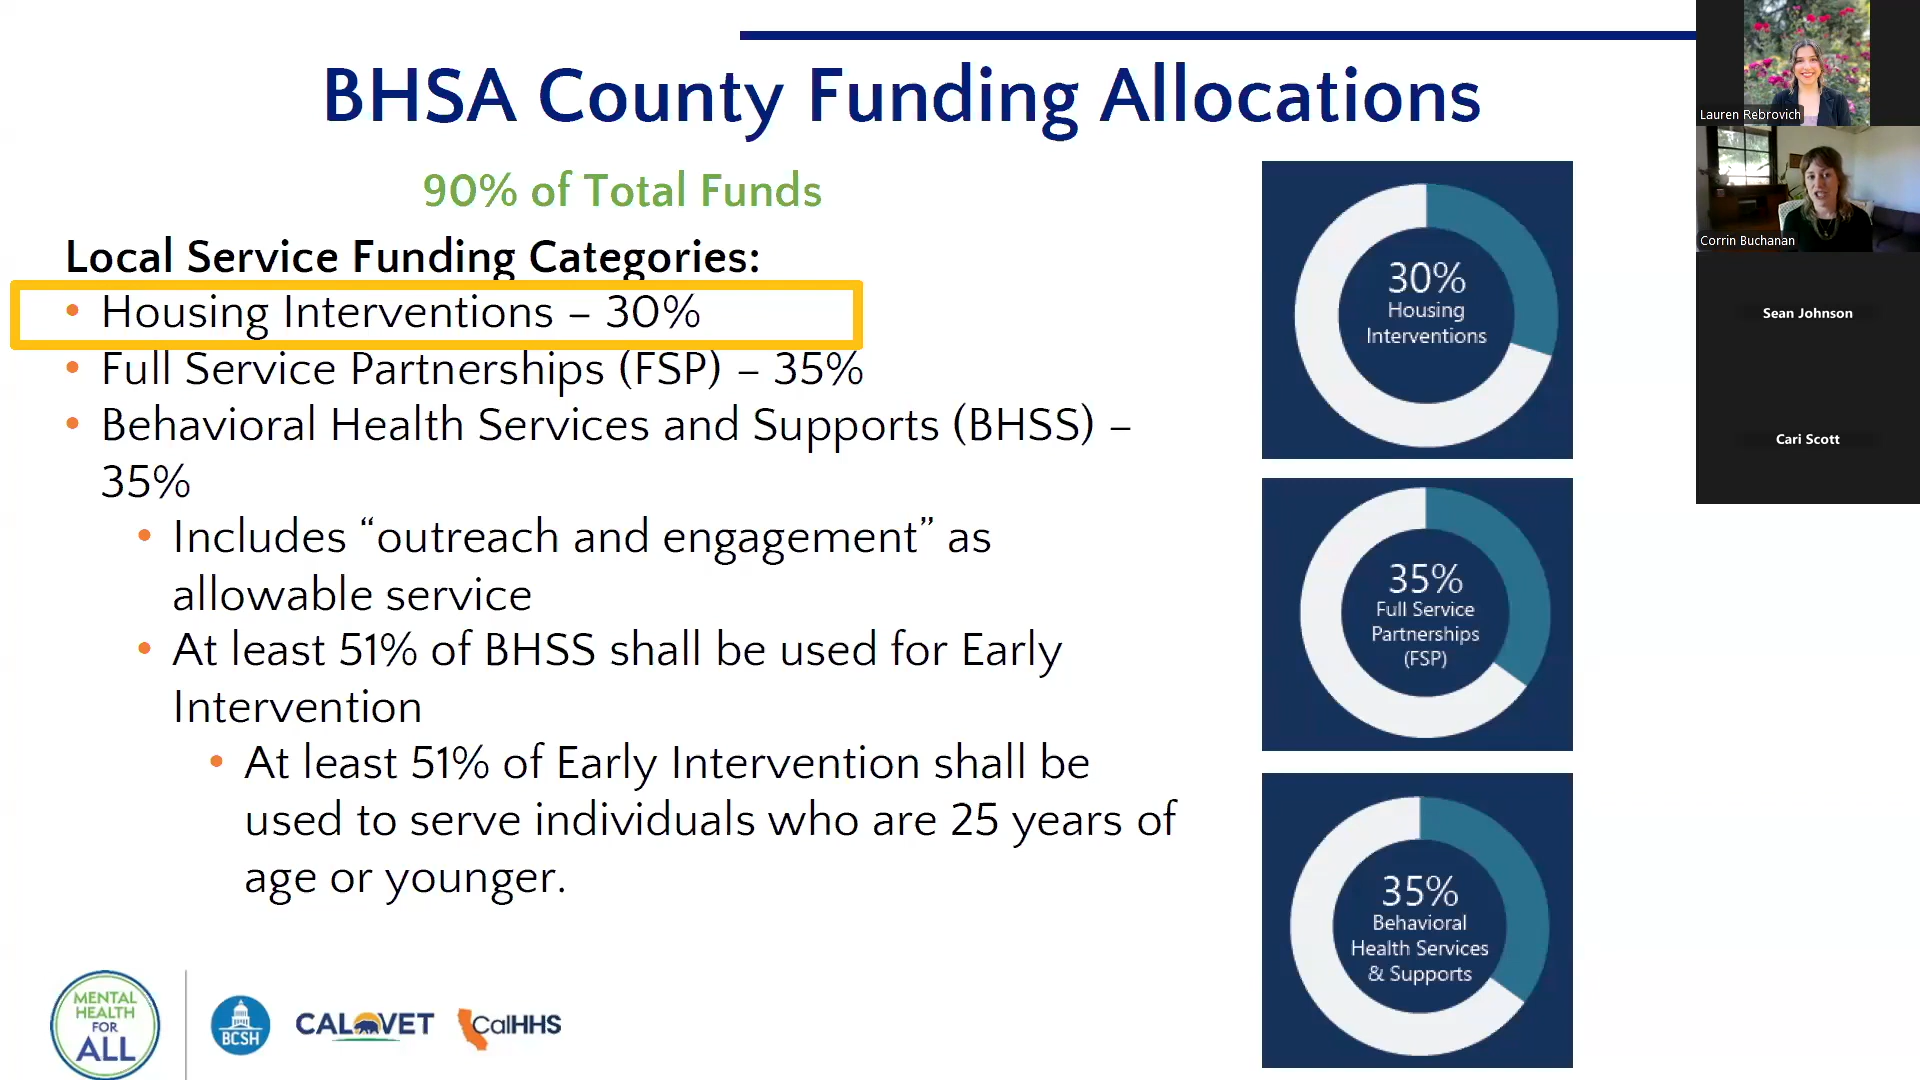 BHSA County Funding Allocations
90% of Total Funds
Local Service Funding Categories:
• Housing Interventions – 30%
• Full Service Partnerships (FSP) – 35%
• Behavioral Health Services and Supports (BHSS) –
35%
• Includes “outreach and engagement” as
allowable service
• At least 51% of BHSS shall be used for Early
Intervention
• At least 51% of Early Intervention shall be
used to serve individuals who are 25 years of
age or younger.
30%
Housing
Interventions
35%
Full Service
Partnerships
(FSP)
35%
Behavioral
Health Services
& Supports
MENTAL
HEALTH
FOR
ALL
BCSH
CALVET
CalHHS
Lauren Rebrovich
Corrin Buchanan
Sean Johnson
Cari Scott